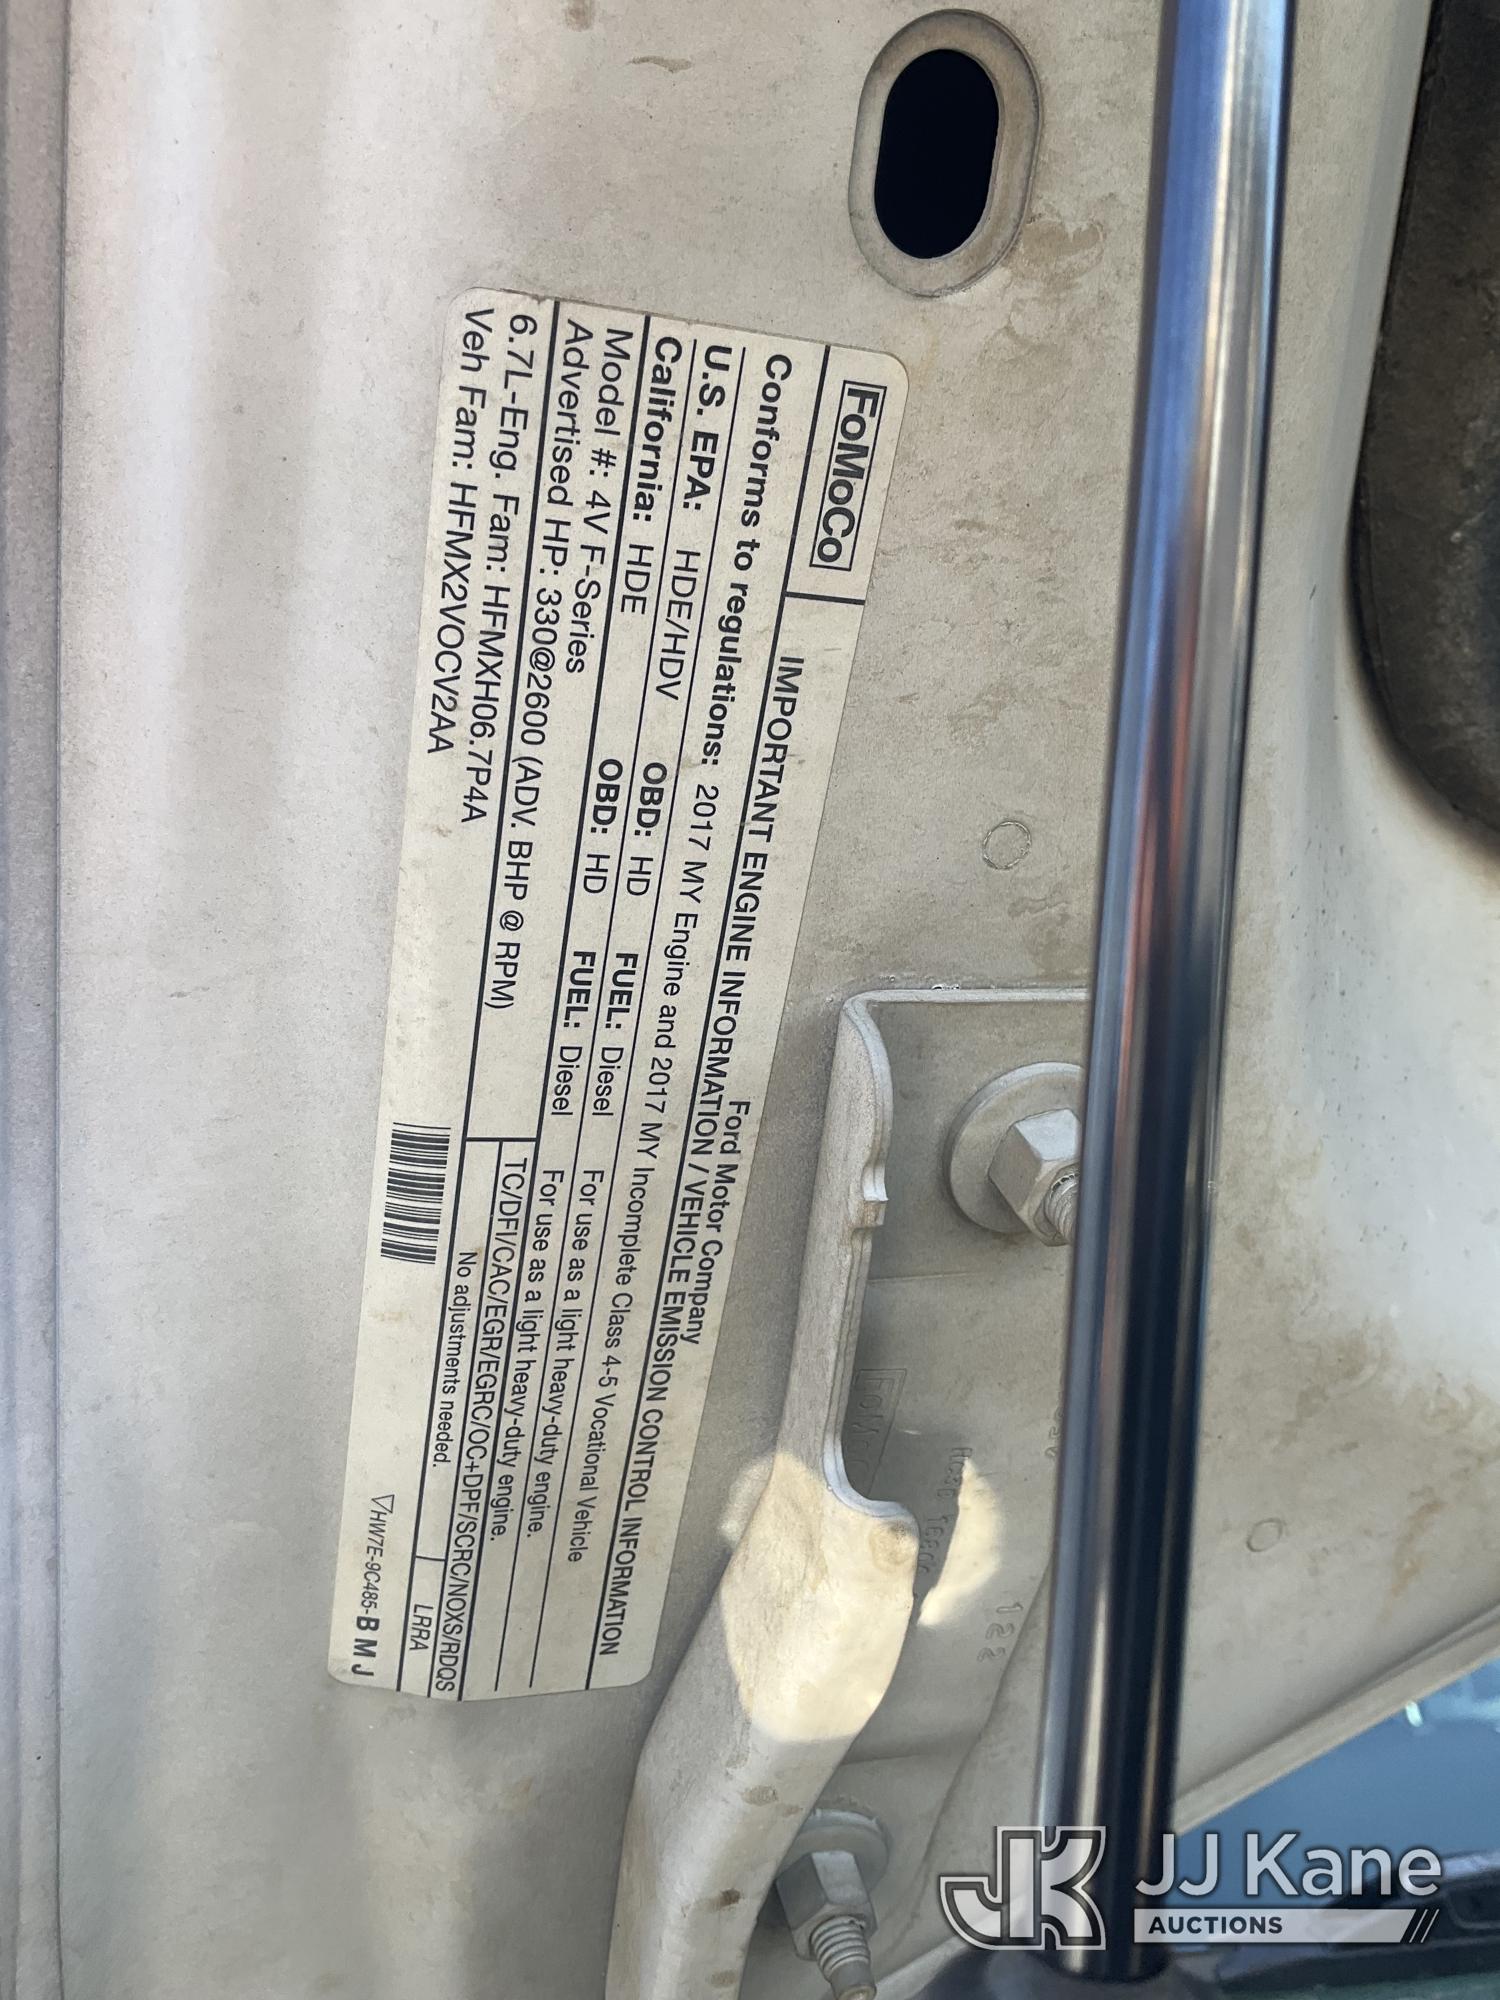 FoMoCo
Ford Motor Company
IMPORTANT ENGINE INFORMATION / VEHICLE EMISSION CONTROL INFORMATION
Conforms to regulations: 2017 MY Engine and 2017 MY Incomplete Class 4-5 Vocational Vehicle
U.S. EPA: HDE/HDV OBD: HD FUEL: Diesel For use as a light heavy-duty engine.
California: HDE OBD: HD FUEL: Diesel For use as a light heavy-duty engine.
Model #: 4V F-Series
Advertised HP: 330@2600 (ADV. BHP @ RPM)
TC/DFI/CAC/EGR/EGRC/OC+DPF/SCRC/NOXS/RDQS
6.7L-Eng. Fam: HFMXH06.7P4A
No adjustments needed.
LRRA
Veh Fam: HFMX2VOCV2AA
HW7E-9C485-B M J
FoMoCo
122
JJ Kane
AUCTIONS